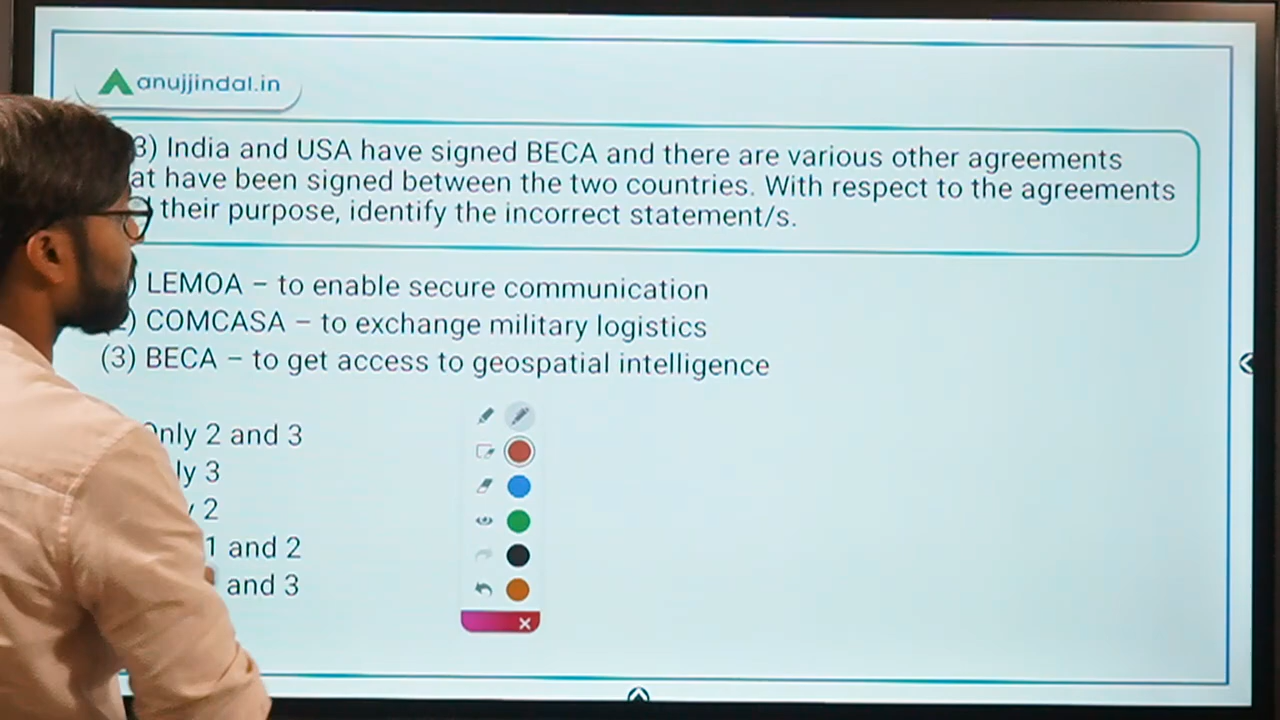 anujjindal.in
3) India and USA have signed BECA and there are various other agreements
at have been signed between the two countries. With respect to the agreements
their purpose, identify the incorrect statement/s.
) LEMOA – to enable secure communication
) COMCASA – to exchange military logistics
(3) BECA – to get access to geospatial intelligence
nly 2 and 3
ly 3
2
1 and 2
and 3